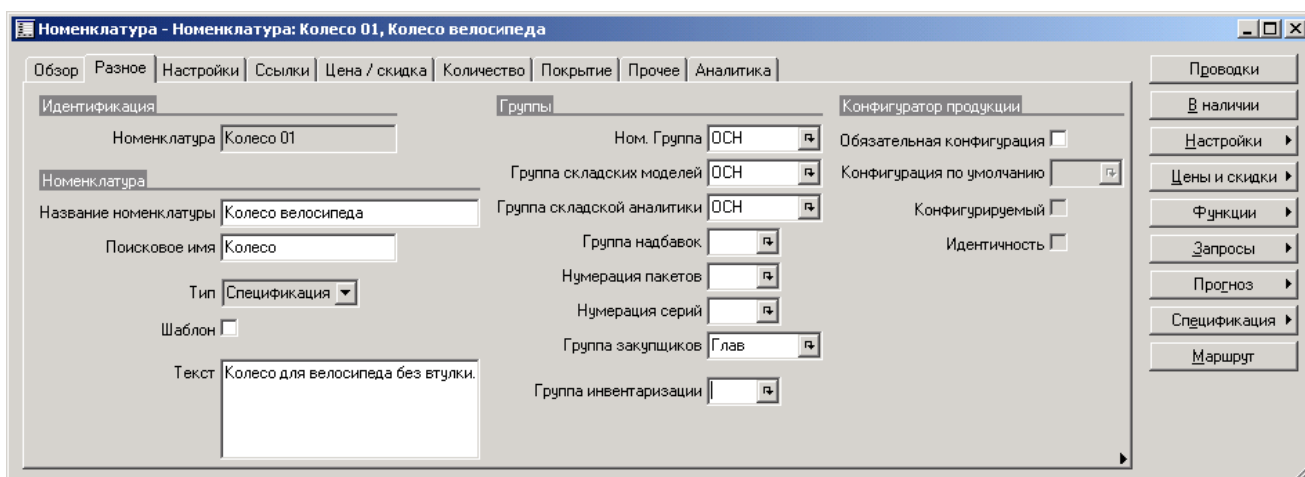 Номенклатура - Номенклатура: Колесо 01, Колесо велосипеда
Обзор Разное Настройки Ссылки Цена / скидка Количество Покрытие Прочее Аналитика
Идентификация
Номенклатура Колесо 01
Номенклатура
Название номенклатуры Колесо велосипеда
Поисковое имя Колесо
Тип Спецификация
Шаблон
Текст Колесо для велосипеда без втулки.
Группы
Ном. Группа ОСН
Группа складских моделей ОСН
Группа складской аналитики ОСН
Группа надбавок
Нумерация пакетов
Нумерация серий
Группа закупщиков Глав
Группа инвентаризации
Конфигуратор продукции
Обязательная конфигурация
Конфигурация по умолчанию
Конфигурируемый
Идентичность
Проводки
В наличии
Настройки
Цены и скидки
Функции
Запросы
Прогноз
Спецификация
Маршрут